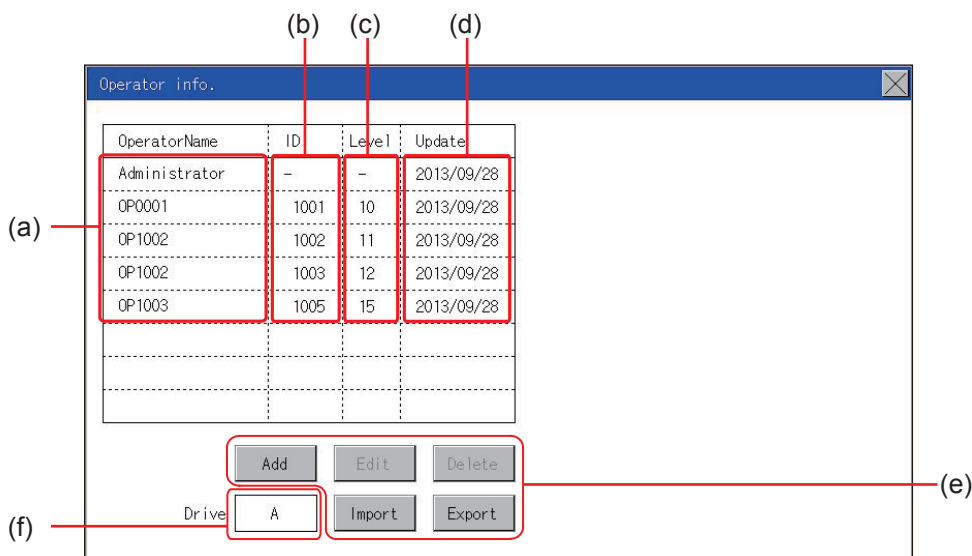 (b) (c) (d)
Operator info.
OperatorName ID Level Update
Administrator - - 2013/09/28
OP0001 1001 10 2013/09/28
(a)
OP1002 1002 11 2013/09/28
OP1002 1003 12 2013/09/28
OP1003 1005 15 2013/09/28
Add Edit Delete
(e)
Drive A Import Export
(f)